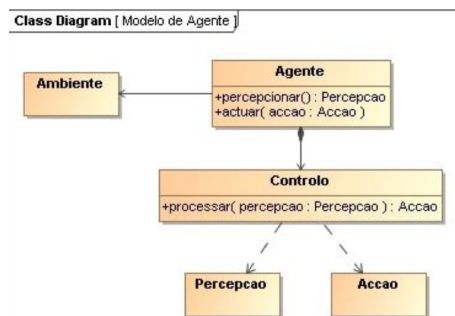 Class Diagram [ Modelo de Agente ]
Ambiente
Agente
+percepcionar() : Percepcao
+actuar( accao : Accao )
Controlo
+processar( percepcao : Percepcao ) : Accao
Percepcao
Accao